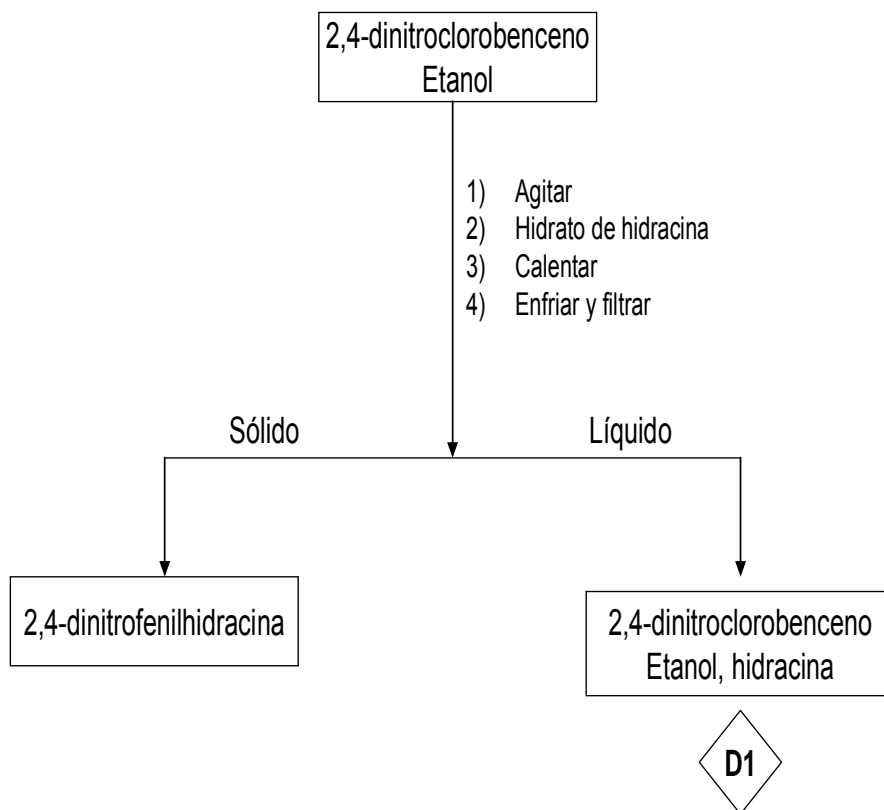 2,4-dinitroclorobenceno
Etanol
1) Agitar
2) Hidrato de hidracina
3) Calentar
4) Enfriar y filtrar
Sólido
Líquido
2,4-dinitrofenilhidracina
2,4-dinitroclorobenceno
Etanol, hidracina
D1